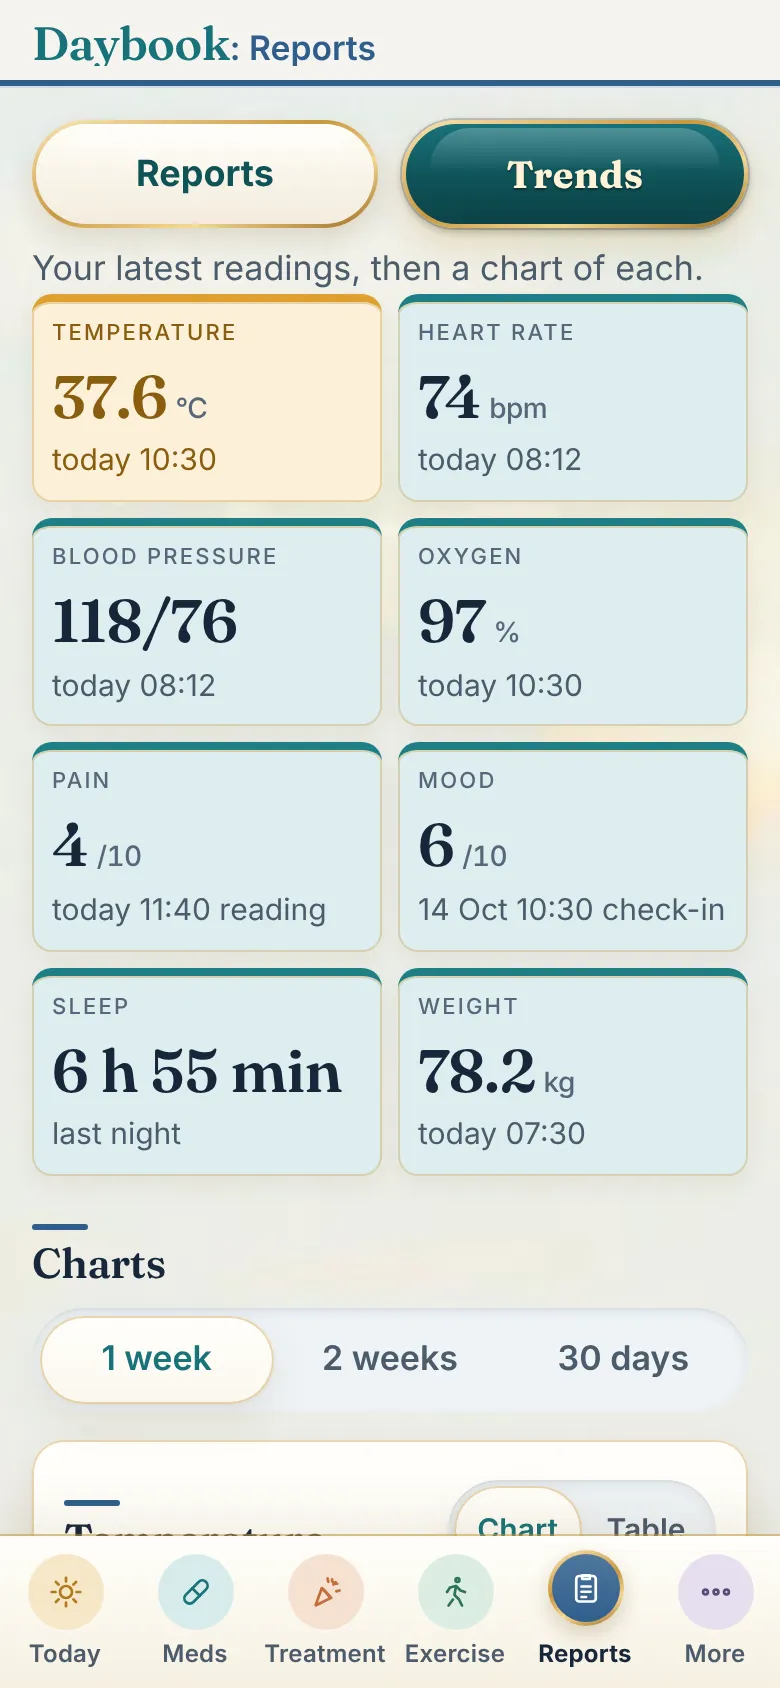 Daybook: Reports
Reports
Trends
Your latest readings, then a chart of each.
TEMPERATURE
37.6 °C
today 10:30
HEART RATE
74 bpm
today 08:12
BLOOD PRESSURE
118/76
today 08:12
OXYGEN
97 %
today 10:30
PAIN
4 /10
today 11:40 reading
MOOD
6 /10
14 Oct 10:30 check-in
SLEEP
6 h 55 min
last night
WEIGHT
78.2 kg
today 07:30
Charts
1 week
2 weeks
30 days
Temperature
Chart
Table
Today
Meds
Treatment
Exercise
Reports
More